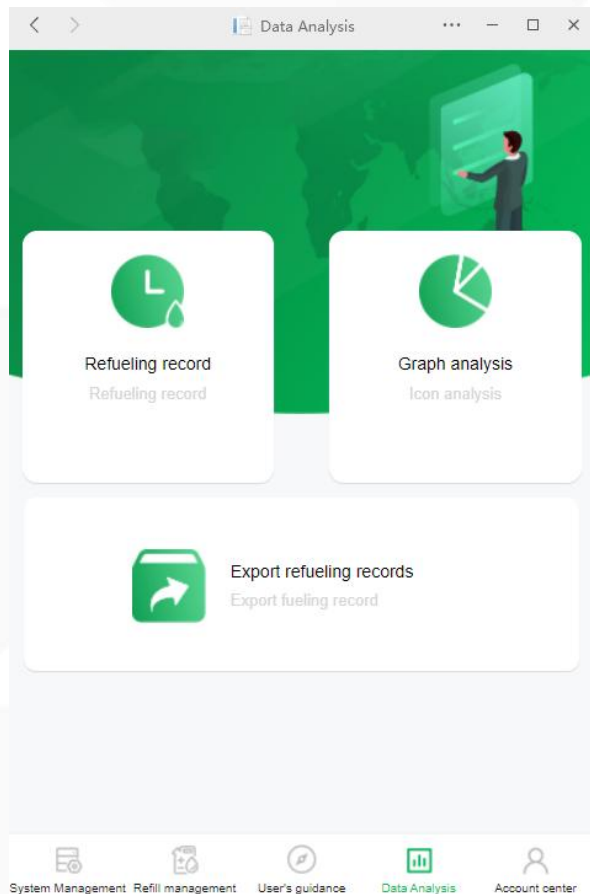 Data Analysis
Refueling record
Refueling record
Graph analysis
Icon analysis
Export refueling records
Export fueling record
System Management
Refill management
User's guidance
Data Analysis
Account center